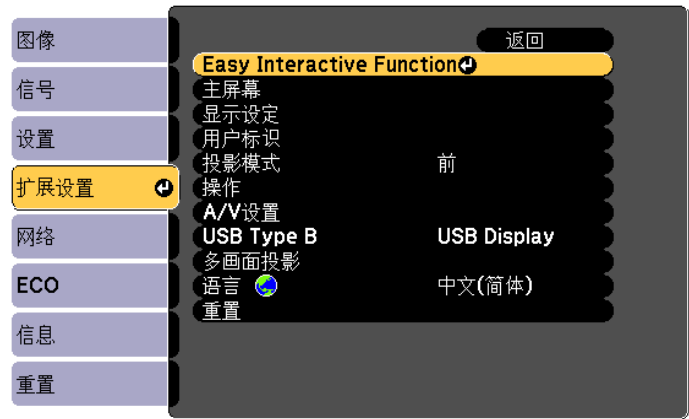 图像
信号
设置
扩展设置
网络
ECO
信息
重置
返回
Easy Interactive Function
主屏幕
显示设定
用户标识
投影模式 前
操作
A/V设置
USB Type B USB Display
多画面投影
语言 中文(简体)
重置